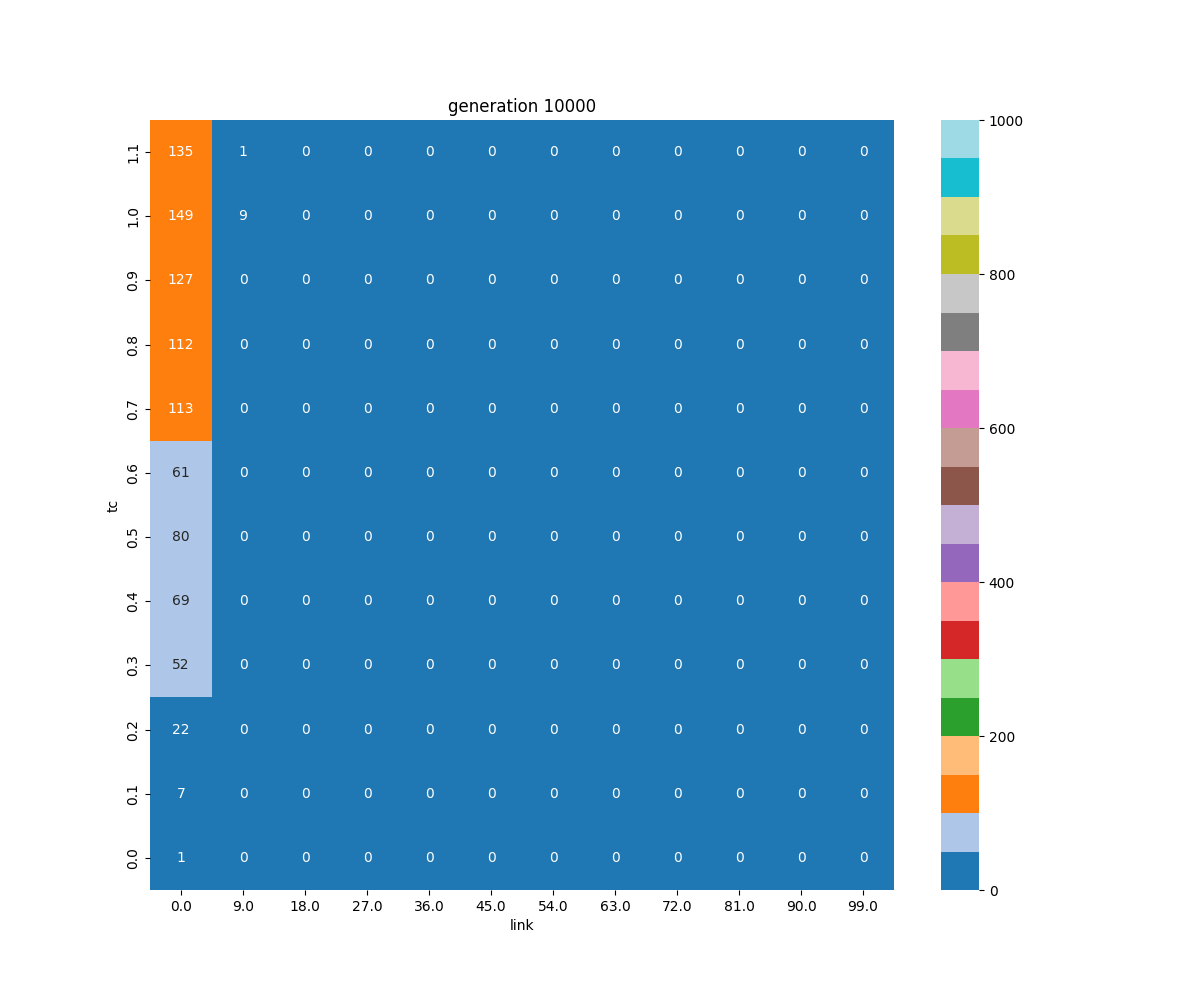 generation 10000
1.1 135 1 0 0 0 0 0 0 0 0 0 0
1.0 149 9 0 0 0 0 0 0 0 0 0 0
0.9 127 0 0 0 0 0 0 0 0 0 0 0
0.8 112 0 0 0 0 0 0 0 0 0 0 0
0.7 113 0 0 0 0 0 0 0 0 0 0 0
0.6 61 0 0 0 0 0 0 0 0 0 0 0
0.5 80 0 0 0 0 0 0 0 0 0 0 0
0.4 69 0 0 0 0 0 0 0 0 0 0 0
0.3 52 0 0 0 0 0 0 0 0 0 0 0
0.2 22 0 0 0 0 0 0 0 0 0 0 0
0.1 7 0 0 0 0 0 0 0 0 0 0 0
0.0 1 0 0 0 0 0 0 0 0 0 0 0
tc
0.0 9.0 18.0 27.0 36.0 45.0 54.0 63.0 72.0 81.0 90.0 99.0
link
1000
800
600
400
200
0